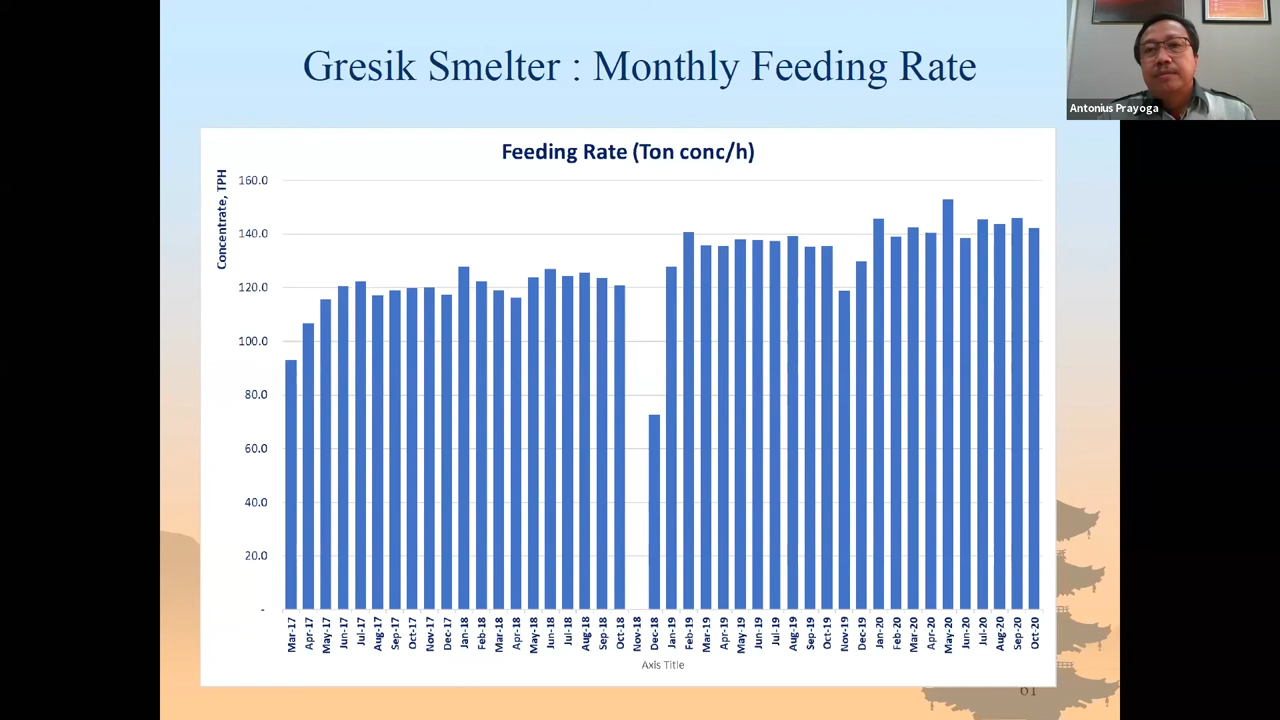 Gresik Smelter : Monthly Feeding Rate
Antonius Prayoga
Feeding Rate (Ton conc/h)
Concentrate, TPH
160.0
140.0
120.0
100.0
80.0
60.0
40.0
20.0
-
Mar-17
Apr-17
May-17
Jun-17
Jul-17
Aug-17
Sep-17
Oct-17
Nov-17
Dec-17
Jan-18
Feb-18
Mar-18
Apr-18
May-18
Jun-18
Jul-18
Aug-18
Sep-18
Oct-18
Nov-18
Dec-18
Jan-19
Feb-19
Mar-19
Apr-19
May-19
Jun-19
Jul-19
Aug-19
Sep-19
Oct-19
Nov-19
Dec-19
Jan-20
Feb-20
Mar-20
Apr-20
May-20
Jun-20
Jul-20
Aug-20
Sep-20
Oct-20
Axis Title
61